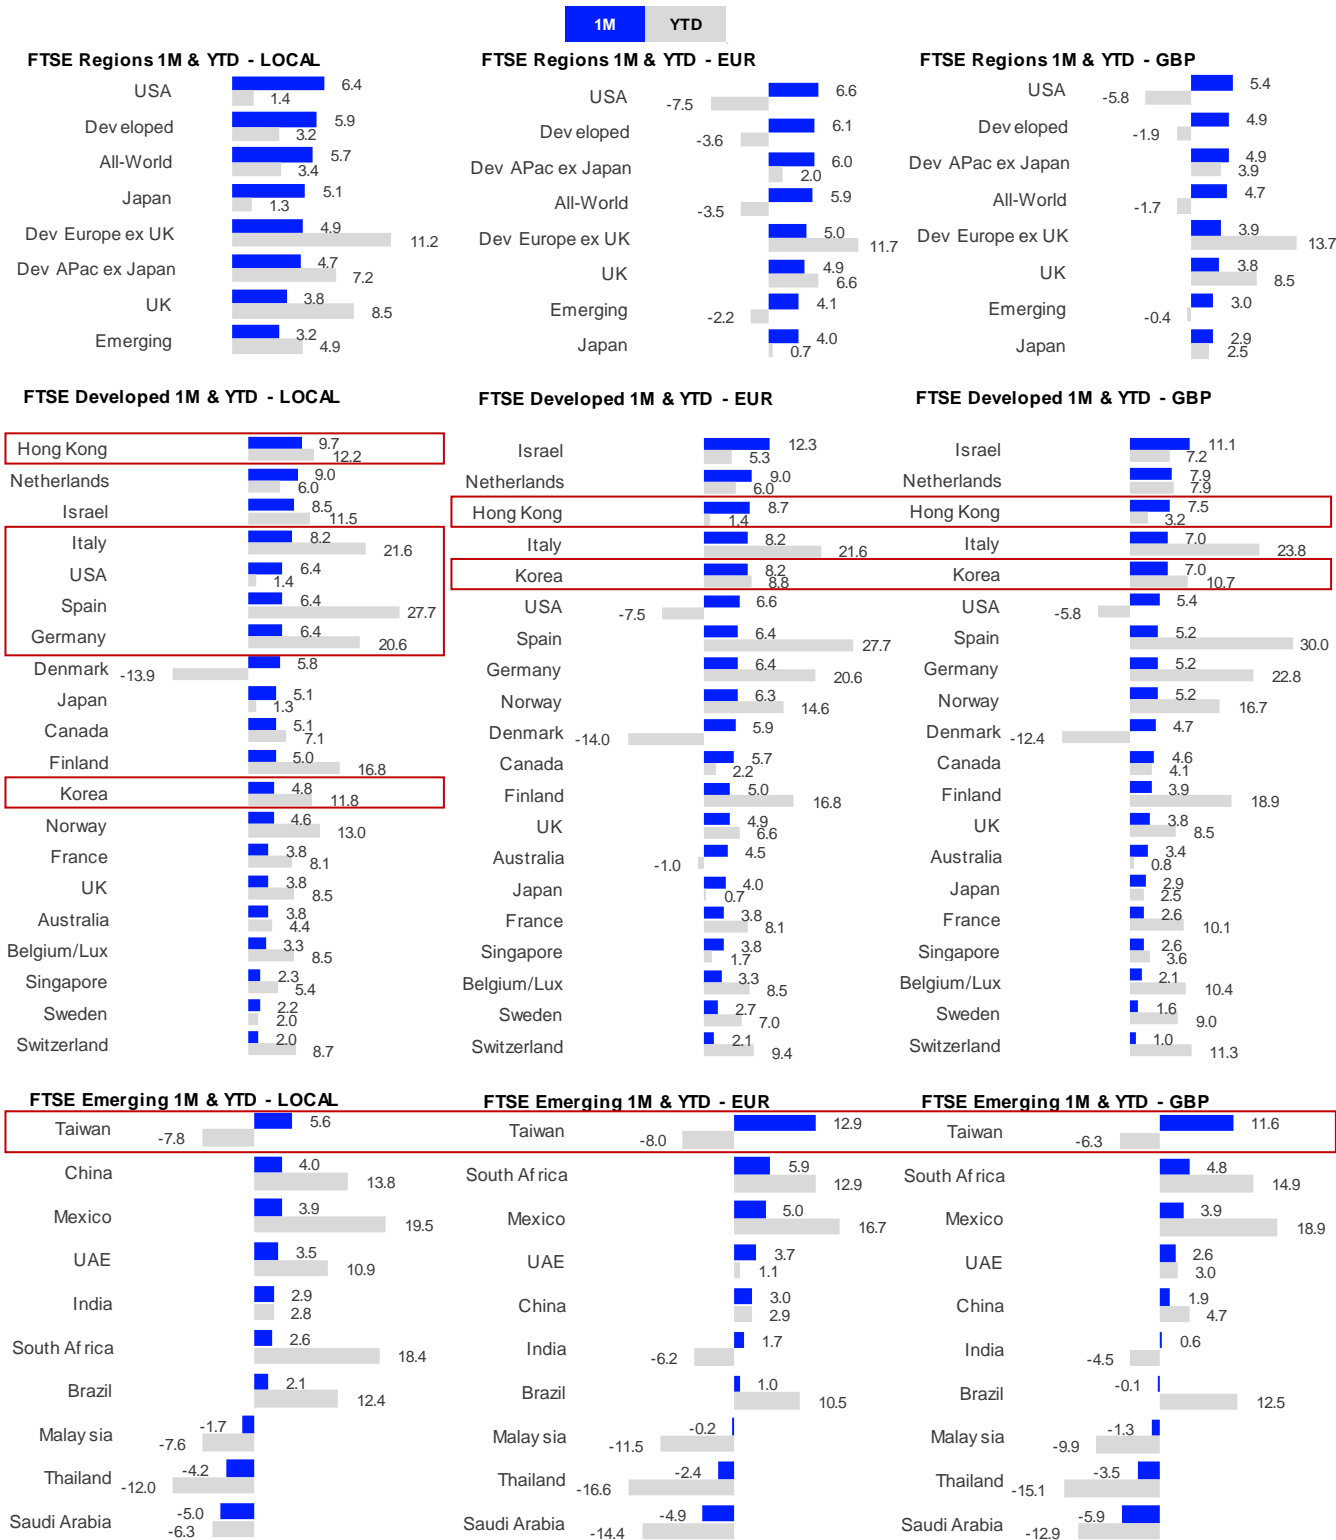 1M YTD
FTSE Regions 1M & YTD - LOCAL
USA 6.4 1.4
Developed 5.9 3.2
All-World 5.7 3.4
Japan 5.1 1.3
Dev Europe ex UK 4.9 11.2
Dev APac ex Japan 4.7 7.2
UK 3.8 8.5
Emerging 3.2 4.9
FTSE Regions 1M & YTD - EUR
USA 6.6 -7.5
Developed 6.1 -3.6
Dev APac ex Japan 6.0 2.0
All-World 5.9 -3.5
Dev Europe ex UK 5.0 11.7
UK 4.9 6.6
Emerging 4.1 -2.2
Japan 4.0 0.7
FTSE Regions 1M & YTD - GBP
USA 5.4 -5.8
Developed 4.9 -1.9
Dev APac ex Japan 4.9 3.9
All-World 4.7 -1.7
Dev Europe ex UK 3.9 13.7
UK 3.8 8.5
Emerging 3.0 -0.4
Japan 2.9 2.5
FTSE Developed 1M & YTD - LOCAL
Hong Kong 9.7 12.2
Netherlands 9.0 6.0
Israel 8.5 11.5
Italy 8.2 21.6
USA 6.4 1.4
Spain 6.4 27.7
Germany 6.4 20.6
Denmark 5.8 -13.9
Japan 5.1 1.3
Canada 5.1 7.1
Finland 5.0 16.8
Korea 4.8 11.8
Norway 4.6 13.0
France 3.8 8.1
UK 3.8 8.5
Australia 3.8 4.4
Belgium/Lux 3.3 8.5
Singapore 2.3 5.4
Sweden 2.2 2.0
Switzerland 2.0 8.7
FTSE Developed 1M & YTD - EUR
Israel 12.3 5.3
Netherlands 9.0 6.0
Hong Kong 8.7 1.4
Italy 8.2 21.6
Korea 8.2 8.8
USA 6.6 -7.5
Spain 6.4 27.7
Germany 6.4 20.6
Norway 6.3 14.6
Denmark 5.9 -14.0
Canada 5.7 2.2
Finland 5.0 16.8
UK 4.9 6.6
Australia 4.5 -1.0
Japan 4.0 0.7
France 3.8 8.1
Singapore 3.8 1.7
Belgium/Lux 3.3 8.5
Sweden 2.7 7.0
Switzerland 2.1 9.4
FTSE Developed 1M & YTD - GBP
Israel 11.1 7.2
Netherlands 7.9 7.9
Hong Kong 7.5 3.2
Italy 7.0 23.8
Korea 7.0 10.7
USA 5.4 -5.8
Spain 5.2 30.0
Germany 5.2 22.8
Norway 5.2 16.7
Denmark 4.7 -12.4
Canada 4.6 4.1
Finland 3.9 18.9
UK 3.8 8.5
Australia 3.4 0.8
Japan 2.9 2.5
France 2.6 10.1
Singapore 2.6 3.6
Belgium/Lux 2.1 10.4
Sweden 1.6 9.0
Switzerland 1.0 11.3
FTSE Emerging 1M & YTD - LOCAL
Taiwan 5.6 -7.8
China 4.0 13.8
Mexico 3.9 19.5
UAE 3.5 10.9
India 2.9 2.8
South Africa 2.6 18.4
Brazil 2.1 12.4
Malaysia -1.7 -7.6
Thailand -4.2 -12.0
Saudi Arabia -5.0 -6.3
FTSE Emerging 1M & YTD - EUR
Taiwan 12.9 -8.0
South Africa 5.9 12.9
Mexico 5.0 16.7
UAE 3.7 1.1
China 3.0 2.9
India 1.7 -6.2
Brazil 1.0 10.5
Malaysia -0.2 -11.5
Thailand -2.4 -16.6
Saudi Arabia -4.9 -14.4
FTSE Emerging 1M & YTD - GBP
Taiwan 11.6 -6.3
South Africa 4.8 14.9
Mexico 3.9 18.9
UAE 2.6 3.0
China 1.9 4.7
India 0.6 -4.5
Brazil -0.1 12.5
Malaysia -1.3 -9.9
Thailand -3.5 -15.1
Saudi Arabia -5.9 -12.9